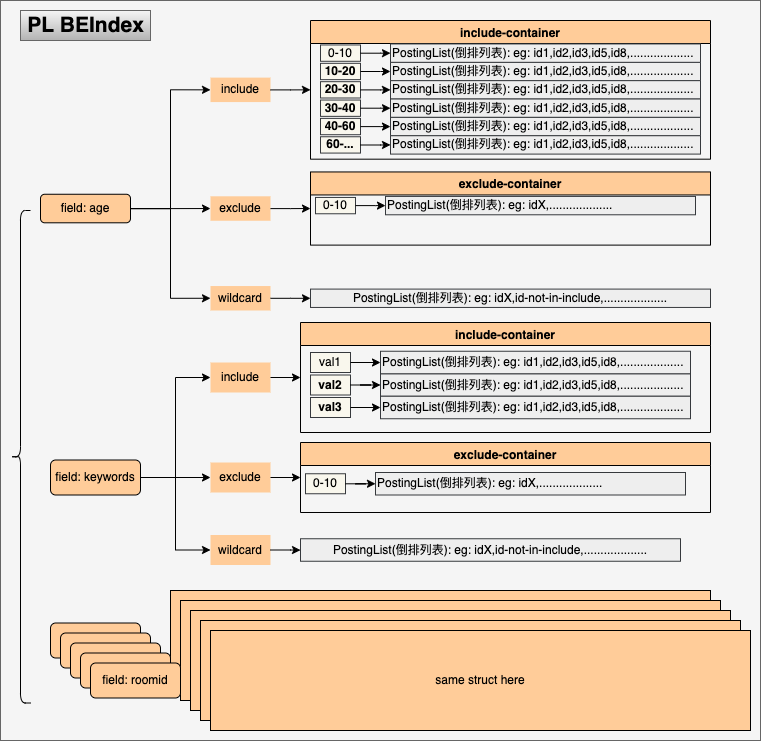 PL BEIndex
include-container
0-10 PostingList(倒排列表): eg: id1,id2,id3,id5,id8,...................
10-20 PostingList(倒排列表): eg: id1,id2,id3,id5,id8,...................
20-30 PostingList(倒排列表): eg: id1,id2,id3,id5,id8,...................
include
30-40 PostingList(倒排列表): eg: id1,id2,id3,id5,id8,...................
40-60 PostingList(倒排列表): eg: id1,id2,id3,id5,id8,...................
60-... PostingList(倒排列表): eg: id1,id2,id3,id5,id8,...................
exclude-container
field: age
exclude
0-10 PostingList(倒排列表): eg: idX,...................
wildcard
PostingList(倒排列表): eg: idX,id-not-in-include,...................
include-container
include
val1 PostingList(倒排列表): eg: id1,id2,id3,id5,id8,...................
val2 PostingList(倒排列表): eg: id1,id2,id3,id5,id8,...................
val3 PostingList(倒排列表): eg: id1,id2,id3,id5,id8,...................
exclude-container
field: keywords
exclude
0-10 PostingList(倒排列表): eg: idX,...................
wildcard
PostingList(倒排列表): eg: idX,id-not-in-include,...................
field: roomid
same struct here